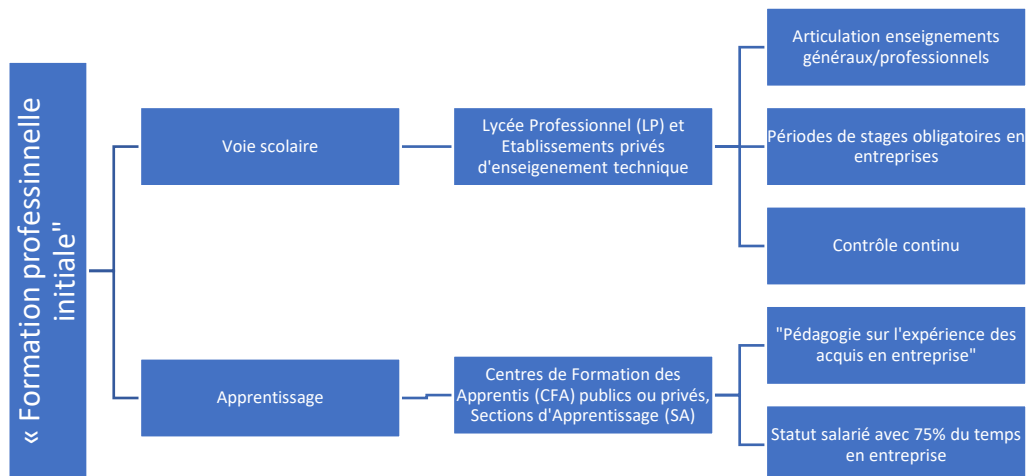 « Formation professionnelle
initiale"
Voie scolaire
Lycée Professionnel (LP) et
Etablissements privés
d'enseigenement technique
Articulation enseignements
généraux/professionnels
Périodes de stages obligatoires en
entreprises
Contrôle continu
Apprentissage
Centres de Formation des
Apprentis (CFA) publics ou privés,
Sections d'Apprentissage (SA)
"Pédagogie sur l'expérience des
acquis en entreprise"
Statut salarié avec 75% du temps
en entreprise